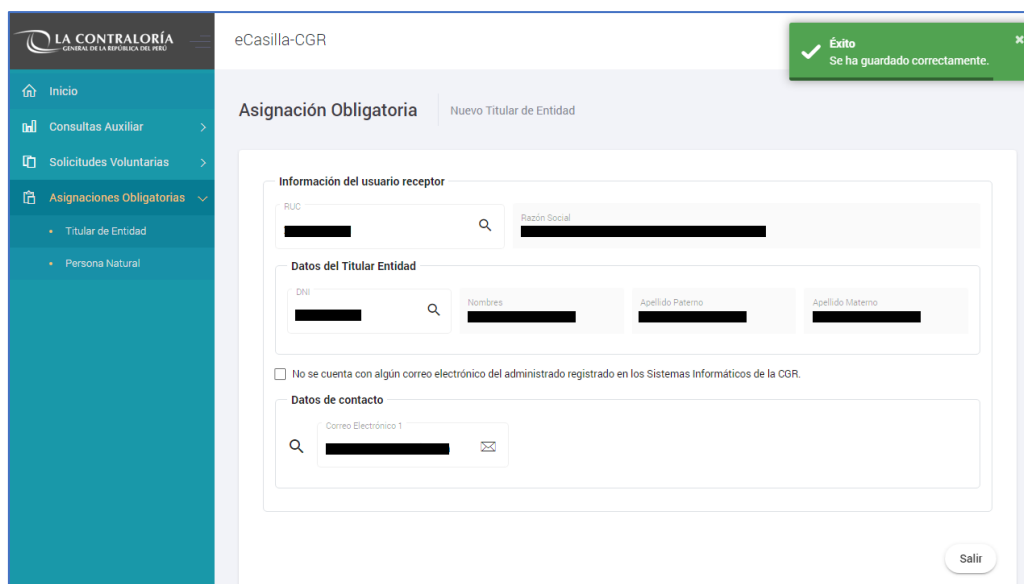 LA CONTRALORÍA
GENERAL DE LA REPÚBLICA DEL PERÚ
eCasilla-CGR
Éxito
Se ha guardado correctamente.
Inicio
Consultas Auxiliar
Solicitudes Voluntarias
Asignaciones Obligatorias
Titular de Entidad
Persona Natural
Asignación Obligatoria
Nuevo Titular de Entidad
Información del usuario receptor
RUC
Razón Social
Datos del Titular Entidad
DNI
Nombres
Apellido Paterno
Apellido Materno
No se cuenta con algún correo electrónico del administrado registrado en los Sistemas Informáticos de la CGR.
Datos de contacto
Correo Electrónico 1
Salir